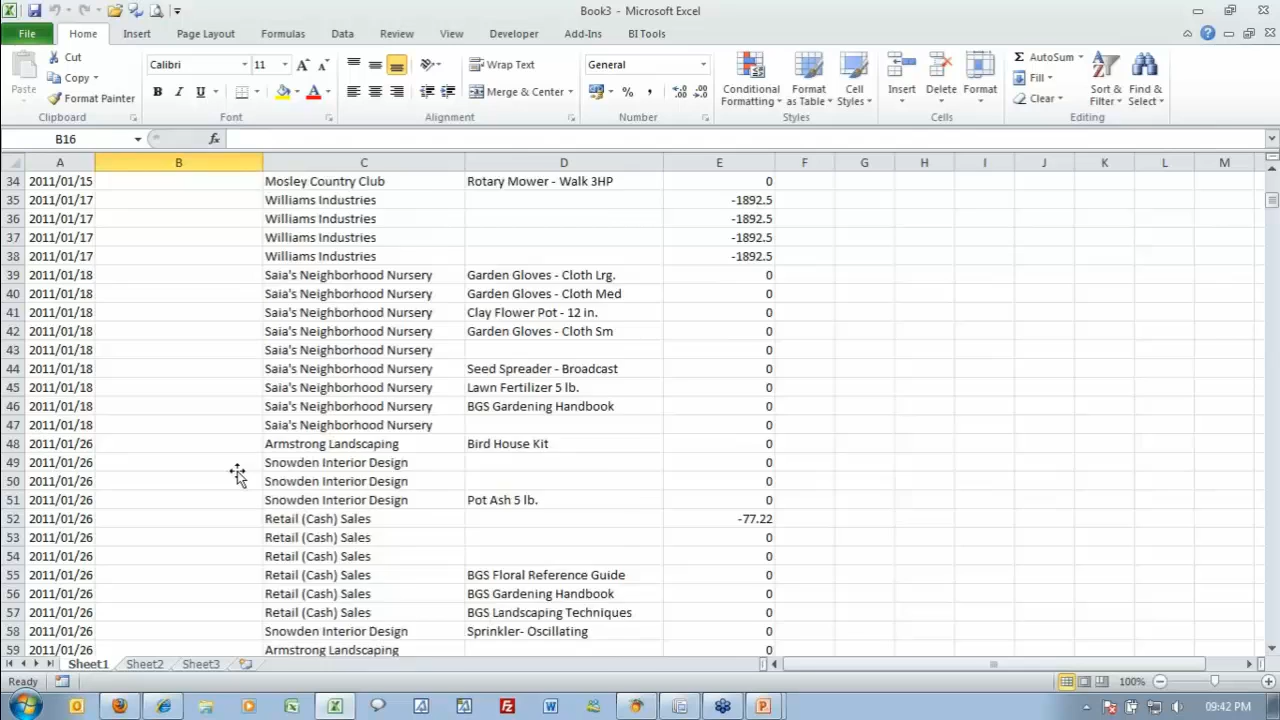 Book3 - Microsoft Excel
File Home Insert Page Layout Formulas Data Review View Developer Add-Ins BI Tools
Paste
Cut
Copy
Format Painter
Clipboard
Calibri 11
B I U
Font
Wrap Text
Merge & Center
Alignment
General
Number
Conditional Formatting
Format as Table
Cell Styles
Styles
Insert
Delete
Format
Cells
AutoSum
Fill
Clear
Sort & Filter
Find & Select
Editing
B16 fx
A B C D E F G H I J K L M
34 2011/01/15 Mosley Country Club Rotary Mower - Walk 3HP 0
35 2011/01/17 Williams Industries -1892.5
36 2011/01/17 Williams Industries -1892.5
37 2011/01/17 Williams Industries -1892.5
38 2011/01/17 Williams Industries -1892.5
39 2011/01/18 Saia's Neighborhood Nursery Garden Gloves - Cloth Lrg. 0
40 2011/01/18 Saia's Neighborhood Nursery Garden Gloves - Cloth Med 0
41 2011/01/18 Saia's Neighborhood Nursery Clay Flower Pot - 12 in. 0
42 2011/01/18 Saia's Neighborhood Nursery Garden Gloves - Cloth Sm 0
43 2011/01/18 Saia's Neighborhood Nursery 0
44 2011/01/18 Saia's Neighborhood Nursery Seed Spreader - Broadcast 0
45 2011/01/18 Saia's Neighborhood Nursery Lawn Fertilizer 5 lb. 0
46 2011/01/18 Saia's Neighborhood Nursery BGS Gardening Handbook 0
47 2011/01/18 Saia's Neighborhood Nursery 0
48 2011/01/26 Armstrong Landscaping Bird House Kit 0
49 2011/01/26 Snowden Interior Design 0
50 2011/01/26 Snowden Interior Design 0
51 2011/01/26 Snowden Interior Design Pot Ash 5 lb. 0
52 2011/01/26 Retail (Cash) Sales -77.22
53 2011/01/26 Retail (Cash) Sales 0
54 2011/01/26 Retail (Cash) Sales 0
55 2011/01/26 Retail (Cash) Sales BGS Floral Reference Guide 0
56 2011/01/26 Retail (Cash) Sales BGS Gardening Handbook 0
57 2011/01/26 Retail (Cash) Sales BGS Landscaping Techniques 0
58 2011/01/26 Snowden Interior Design Sprinkler- Oscillating 0
59 2011/01/26 Armstrong Landscaping 0
Sheet1 Sheet2 Sheet3
Ready 100%
09:42 PM